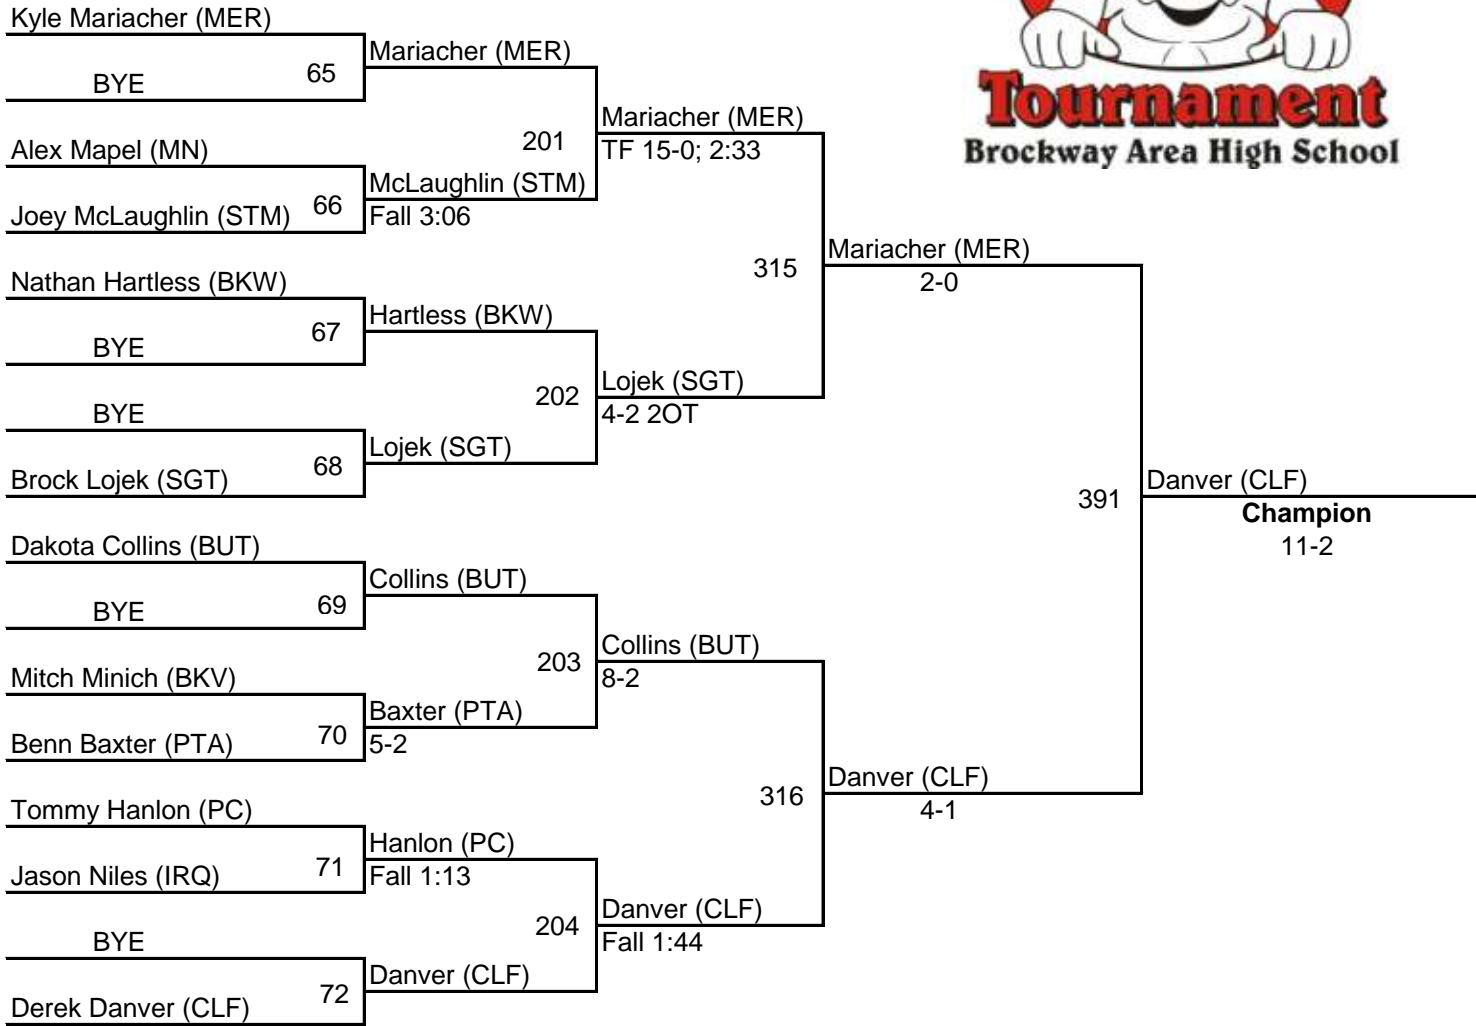 Kyle Mariacher (MER)
65
BYE
Alex Mapel (MN)
66
Joey McLaughlin (STM)
Nathan Hartless (BKW)
67
BYE
BYE
68
Brock Lojek (SGT)
Dakota Collins (BUT)
69
BYE
Mitch Minich (BKV)
70
Benn Baxter (PTA)
Tommy Hanlon (PC)
71
Jason Niles (IRQ)
BYE
72
Derek Danver (CLF)
Mariacher (MER)
201
McLaughlin (STM)
Fall 3:06
Hartless (BKW)
202
Lojek (SGT)
Collins (BUT)
203
Baxter (PTA)
5-2
Hanlon (PC)
Fall 1:13
204
Danver (CLF)
Mariacher (MER)
TF 15-0; 2:33
315
Lojek (SGT)
4-2 2OT
Collins (BUT)
8-2
316
Danver (CLF)
Fall 1:44
Mariacher (MER)
2-0
391
Danver (CLF)
4-1
Danver (CLF)
Champion
11-2
Tournament
Brockway Area High School